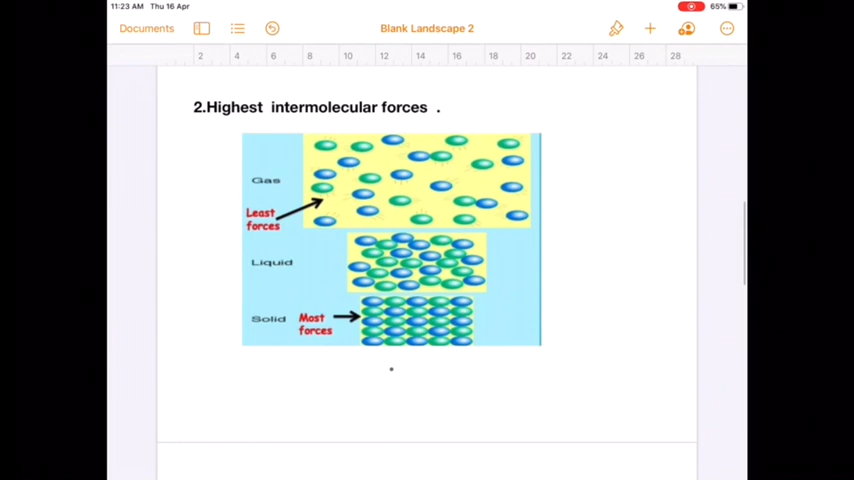 11:23 AM Thu 16 Apr
65%
Documents
Blank Landscape 2
2 4 6 8 10 12 14 16 18 20 22 24 26 28
2.Highest intermolecular forces .
Gas
Least
forces
Liquid
Solid Most
forces